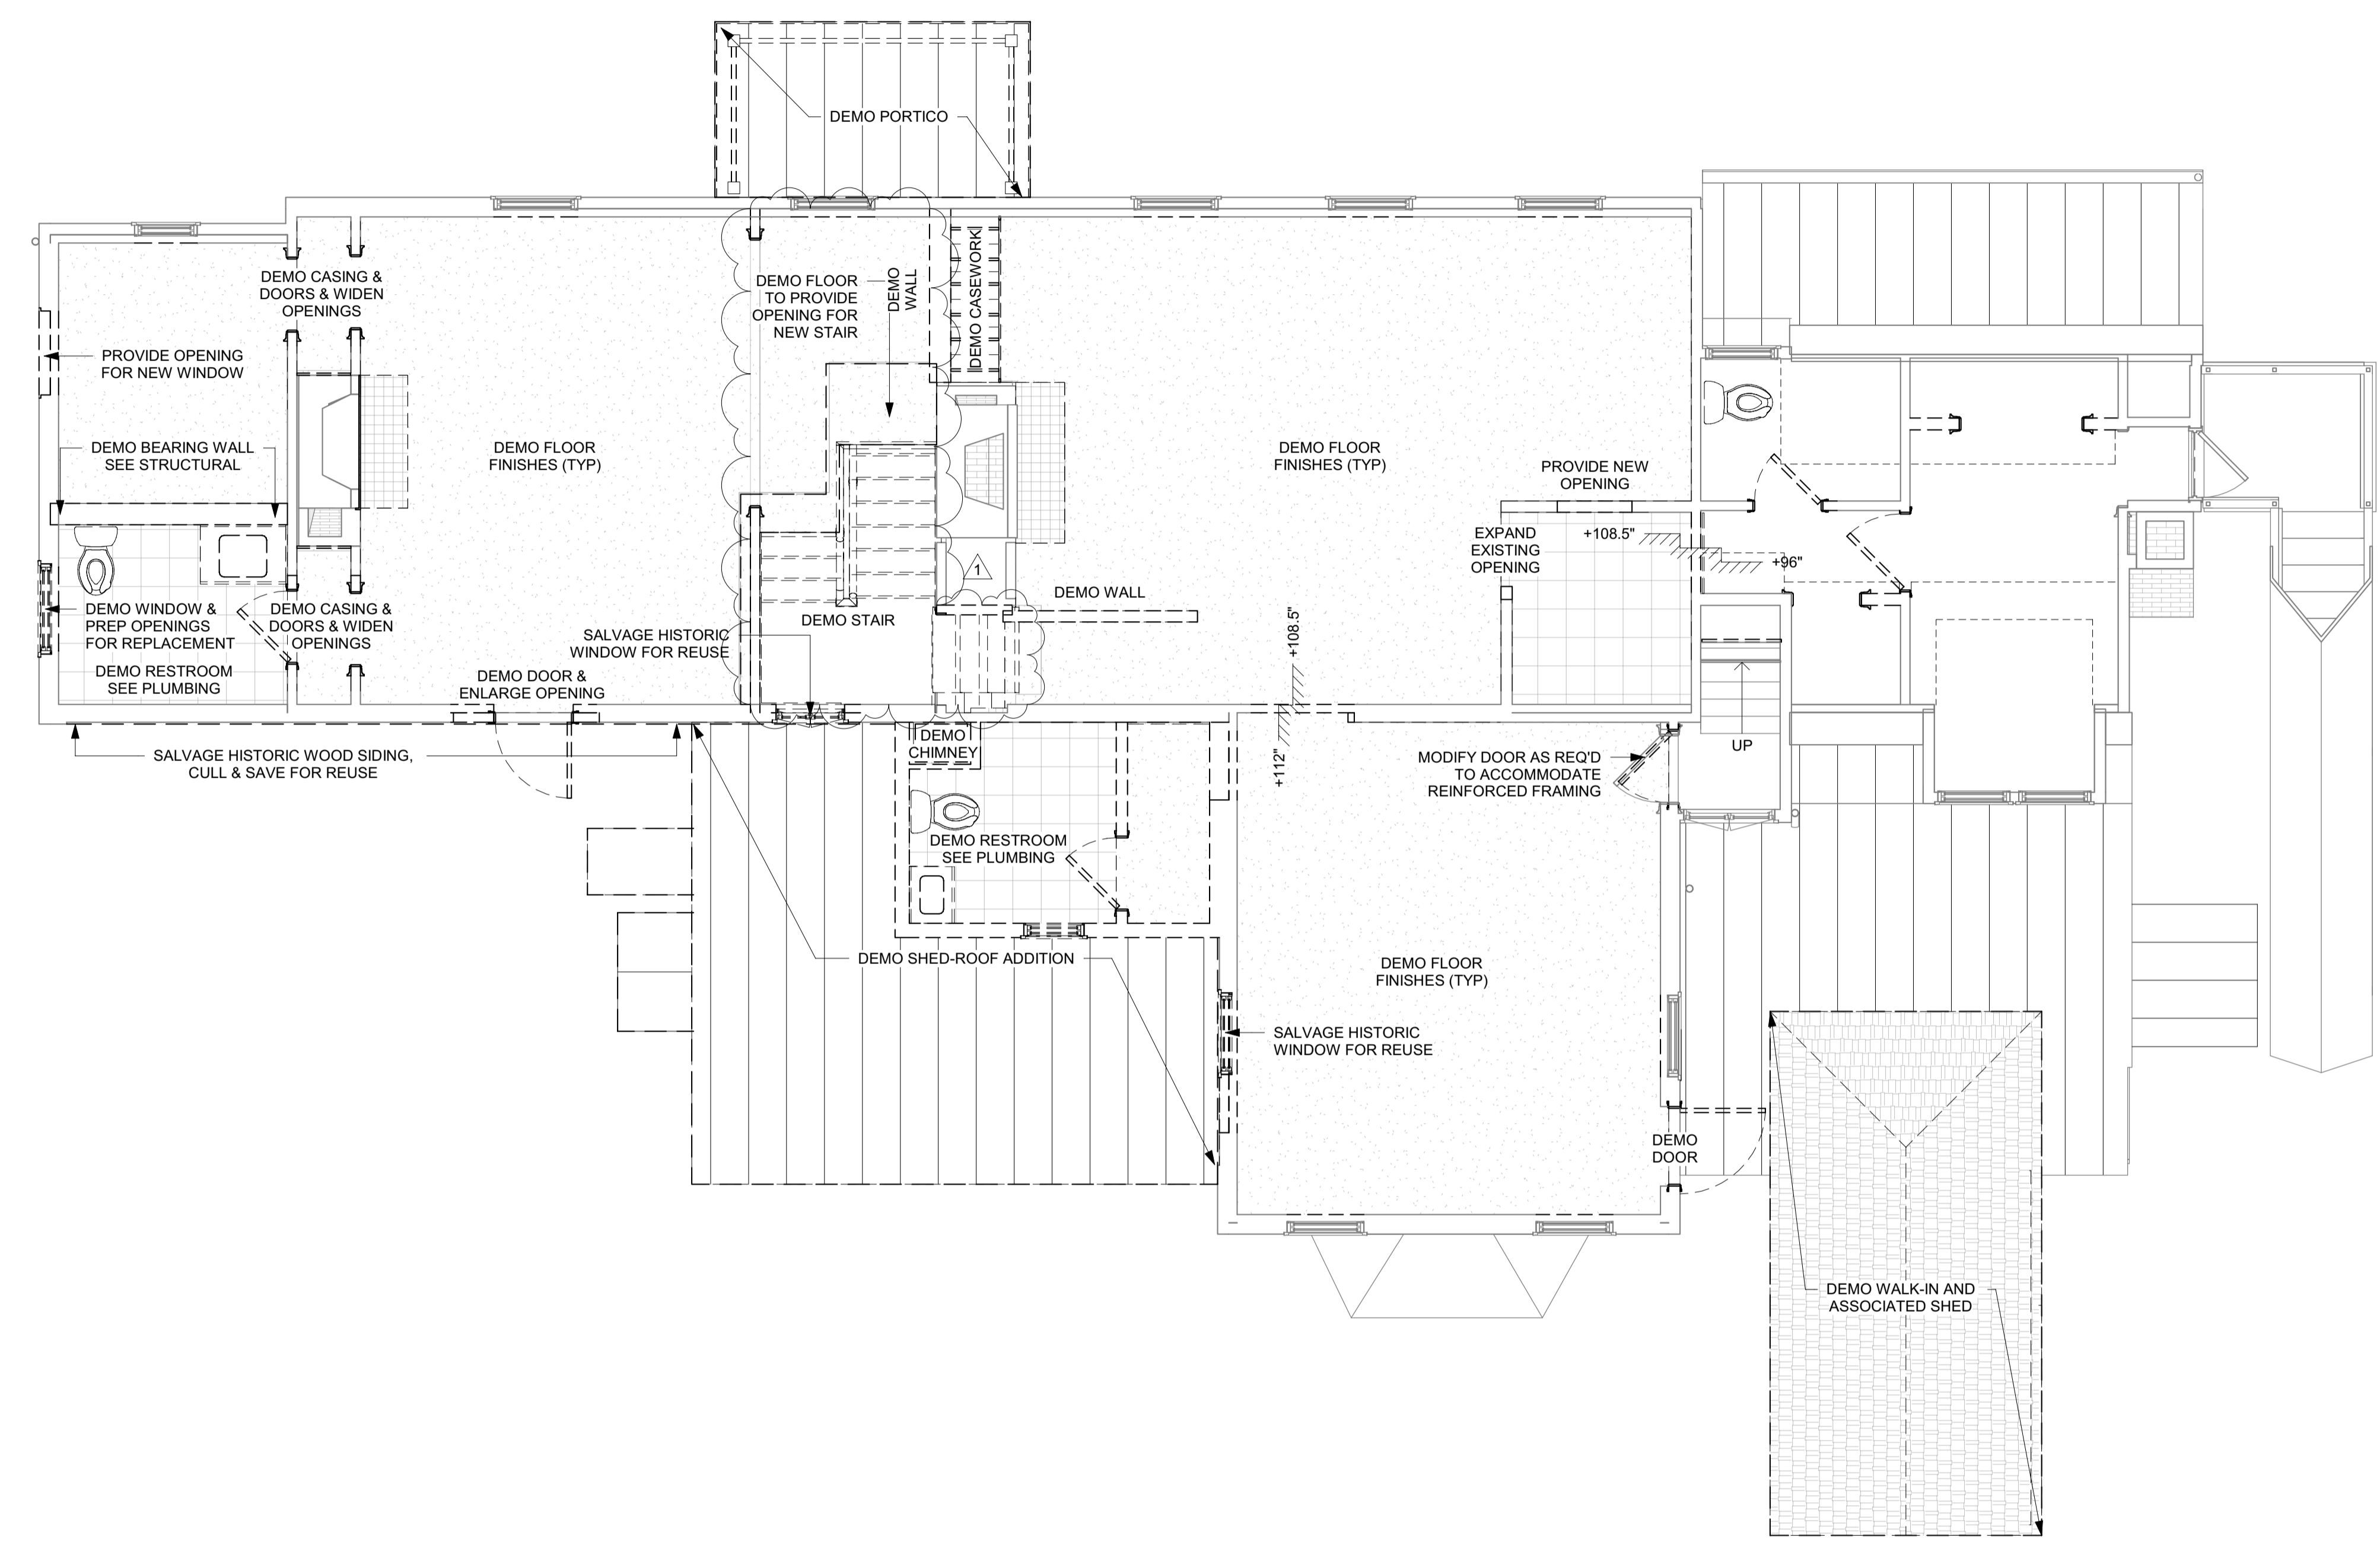 DEMO PORTICO
DEMO CASING &
DOORS & WIDEN
OPENINGS
DEMO FLOOR
TO PROVIDE
OPENING FOR
NEW STAIR
DEMO
WALL
DEMO CASEWORK
PROVIDE OPENING
FOR NEW WINDOW
DEMO BEARING WALL
SEE STRUCTURAL
DEMO FLOOR
FINISHES (TYP)
DEMO FLOOR
FINISHES (TYP)
PROVIDE NEW
OPENING
EXPAND
EXISTING
OPENING
+108.5"
+96"
1
DEMO WALL
DEMO WINDOW &
PREP OPENINGS
FOR REPLACEMENT
DEMO CASING &
DOORS & WIDEN
OPENINGS
DEMO STAIR
SALVAGE HISTORIC
WINDOW FOR REUSE
+108.5"
DEMO RESTROOM
SEE PLUMBING
DEMO DOOR &
ENLARGE OPENING
SALVAGE HISTORIC WOOD SIDING,
CULL & SAVE FOR REUSE
DEMO
CHIMNEY
+112"
MODIFY DOOR AS REQ'D
TO ACCOMMODATE
REINFORCED FRAMING
UP
DEMO RESTROOM
SEE PLUMBING
DEMO SHED-ROOF ADDITION
DEMO FLOOR
FINISHES (TYP)
SALVAGE HISTORIC
WINDOW FOR REUSE
DEMO
DOOR
DEMO WALK-IN AND
ASSOCIATED SHED